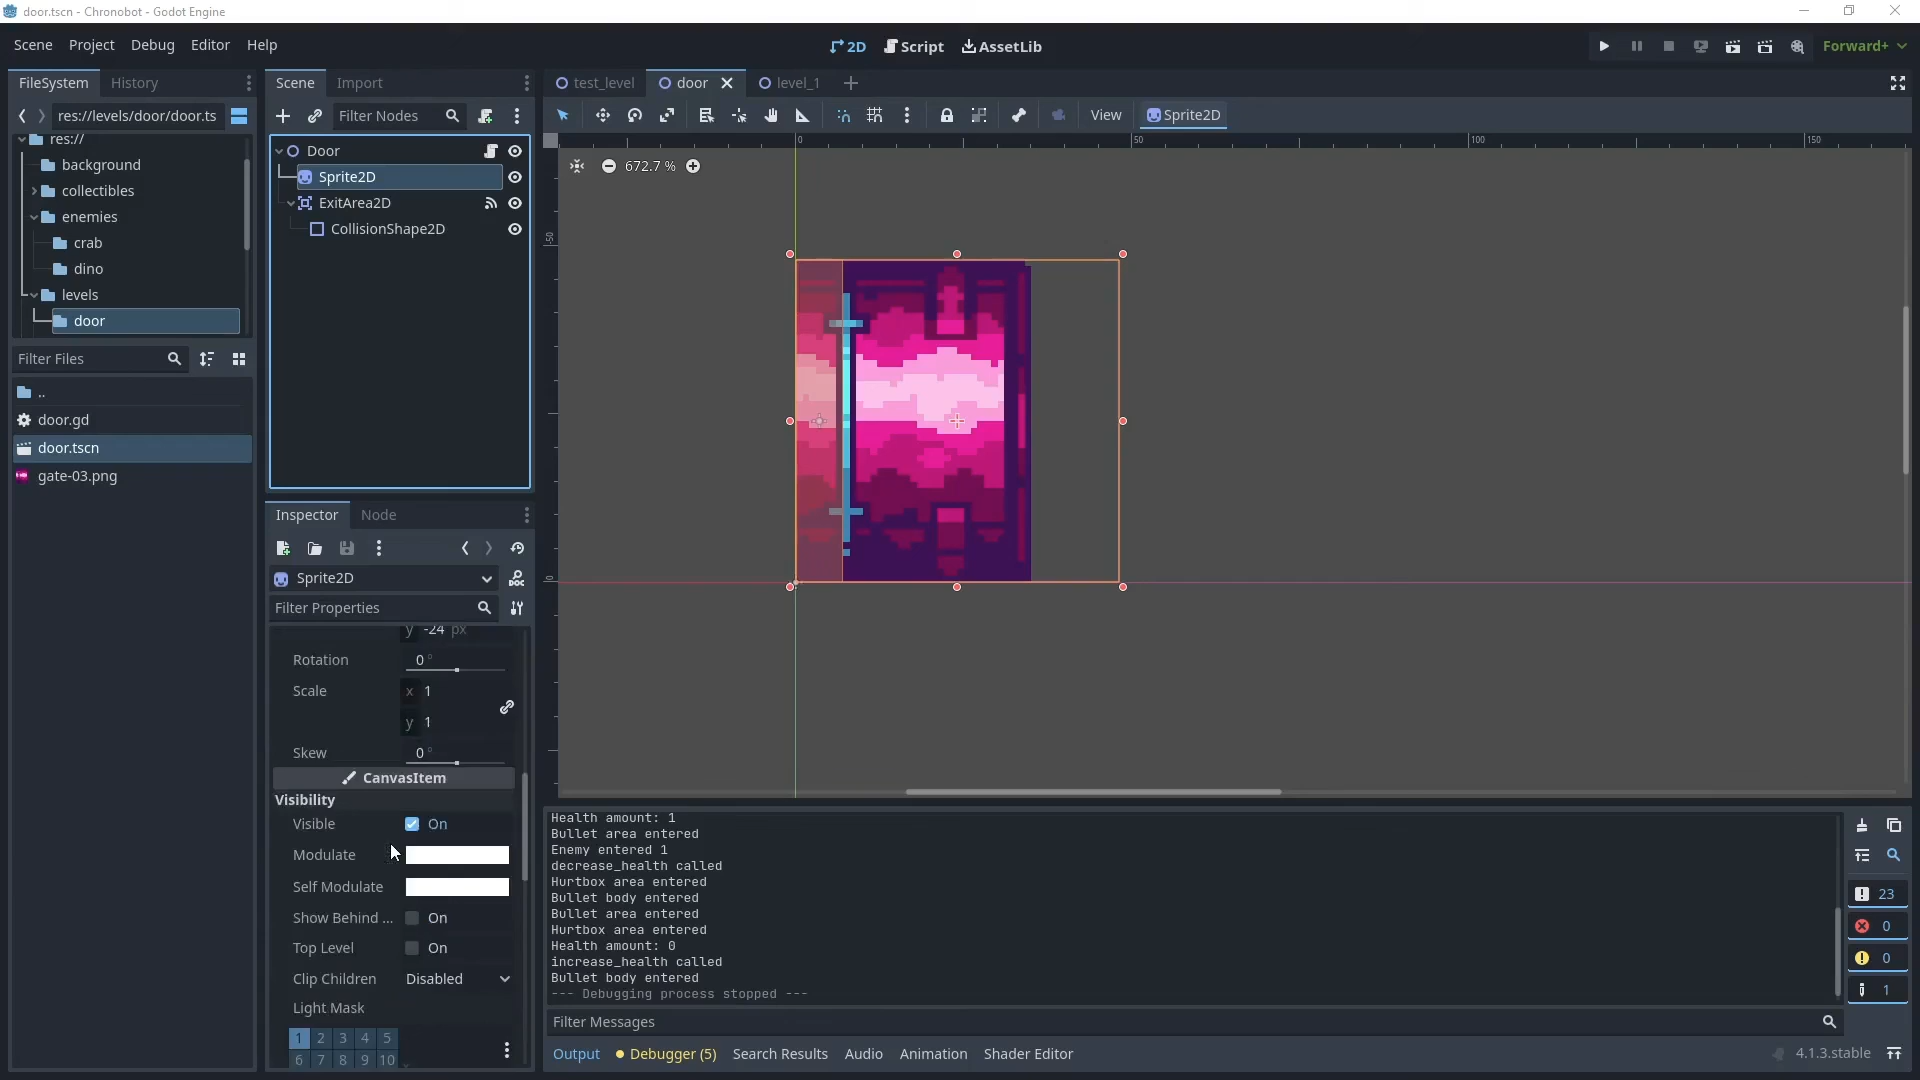 door.tscn - Chronobot - Godot Engine
Scene Project Debug Editor Help
2D Script AssetLib
Forward+
FileSystem History
Scene Import
test_level door level_1
res://levels/door/door.ts
Filter Nodes
View Sprite2D
res://
background
collectibles
enemies
crab
dino
levels
door
Door
Sprite2D
ExitArea2D
CollisionShape2D
0 50 100 150
-50
0
672.7 %
Filter Files
..
door.gd
door.tscn
gate-03.png
Inspector Node
Sprite2D
DOC
Filter Properties
y -24 px
Rotation 0 °
Scale x 1
y 1
Skew 0 °
CanvasItem
Visibility
Visible On
Modulate
Self Modulate
Show Behind ... On
Top Level On
Clip Children Disabled
Light Mask
1 2 3 4 5
6 7 8 9 10
Health amount: 1
Bullet area entered
Enemy entered 1
decrease_health called
Hurtbox area entered
Bullet body entered
Bullet area entered
Hurtbox area entered
Health amount: 0
increase_health called
Bullet body entered
--- Debugging process stopped ---
23
0
0
1
Filter Messages
Output Debugger (5) Search Results Audio Animation Shader Editor
4.1.3.stable